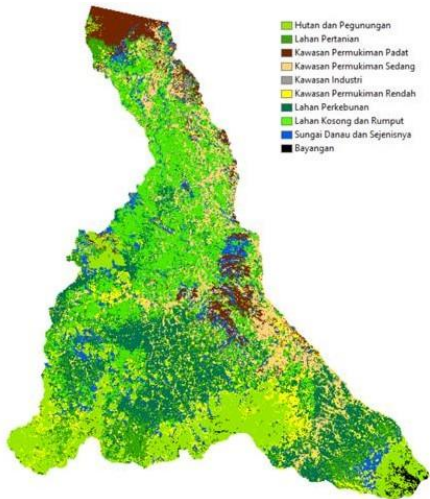 Hutan dan Pegunungan
Lahan Pertanian
Kawasan Permukiman Padat
Kawasan Permukiman Sedang
Kawasan Industri
Kawasan Permukiman Rendah
Lahan Perkebunan
Lahan Kosong dan Rumput
Sungai Danau dan Sejenisnya
Bayangan